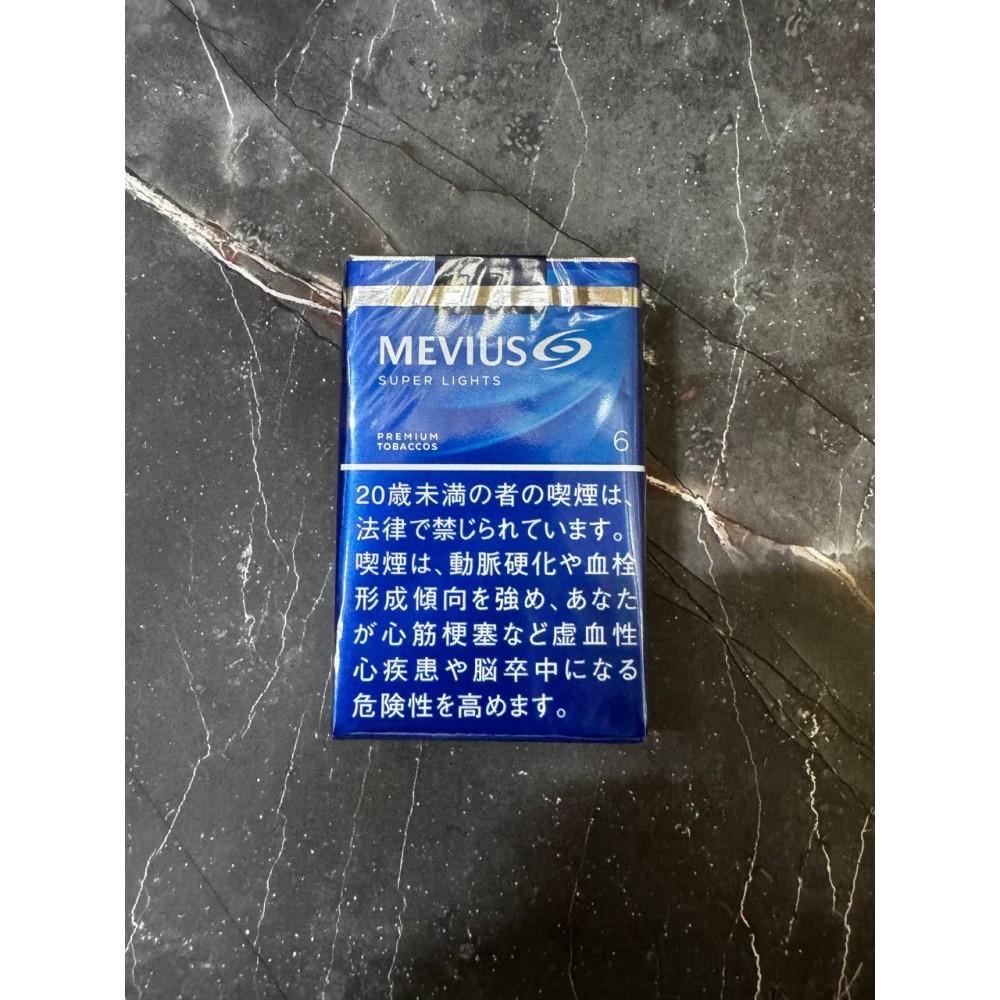 MEVIUS
SUPER LIGHTS
PREMIUM
TOBACCOS
6
20歳未満の者の喫煙は、
法律で禁じられています。
喫煙は、動脈硬化や血栓
形成傾向を強め、あなた
が心筋梗塞など虚血性
心疾患や脳卒中になる
危険性を高めます。